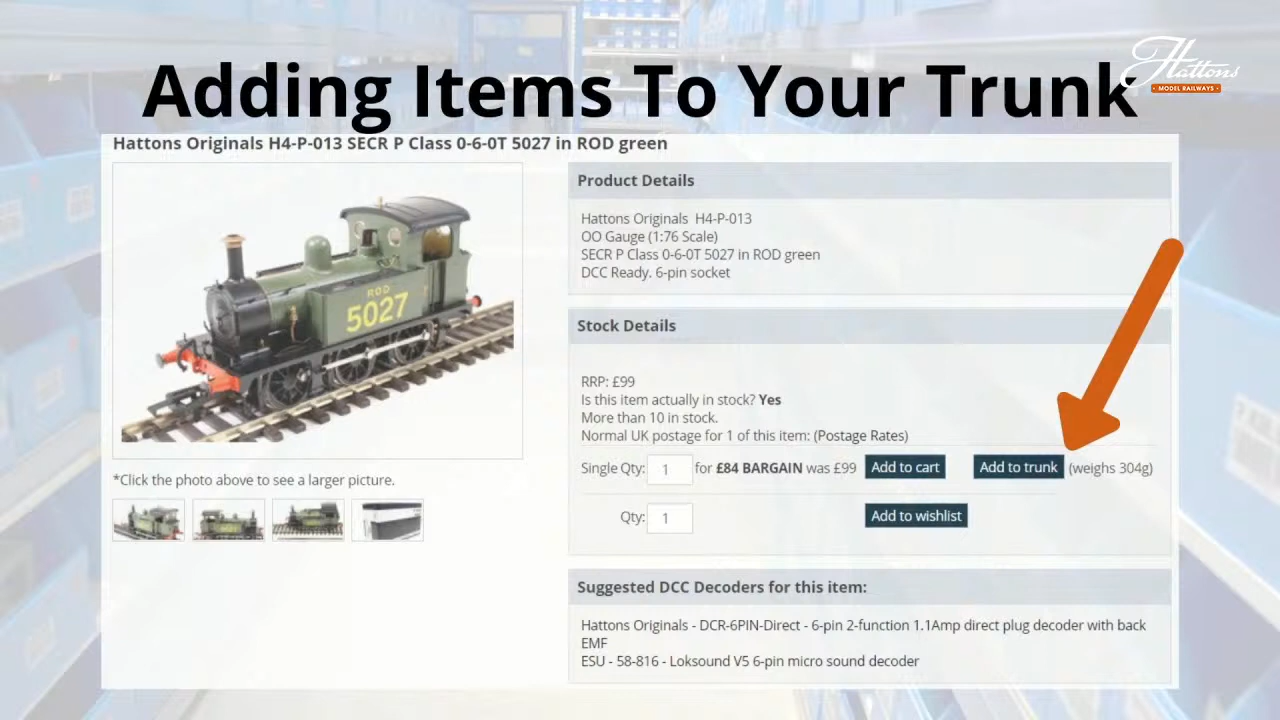 Adding Items To Your Trunk
Hattons
• MODEL RAILWAYS •
Hattons Originals H4-P-013 SECR P Class 0-6-0T 5027 in ROD green
ROD
5027
*Click the photo above to see a larger picture.
5027
Product Details
Hattons Originals H4-P-013
OO Gauge (1:76 Scale)
SECR P Class 0-6-0T 5027 in ROD green
DCC Ready. 6-pin socket
Stock Details
RRP: £99
Is this item actually in stock? Yes
More than 10 in stock.
Normal UK postage for 1 of this item: (Postage Rates)
Single Qty: 1 for £84 BARGAIN was £99 Add to cart Add to trunk (weighs 304g)
Qty: 1 Add to wishlist
Suggested DCC Decoders for this item:
Hattons Originals - DCR-6PIN-Direct - 6-pin 2-function 1.1Amp direct plug decoder with back
EMF
ESU - 58-816 - Loksound V5 6-pin micro sound decoder